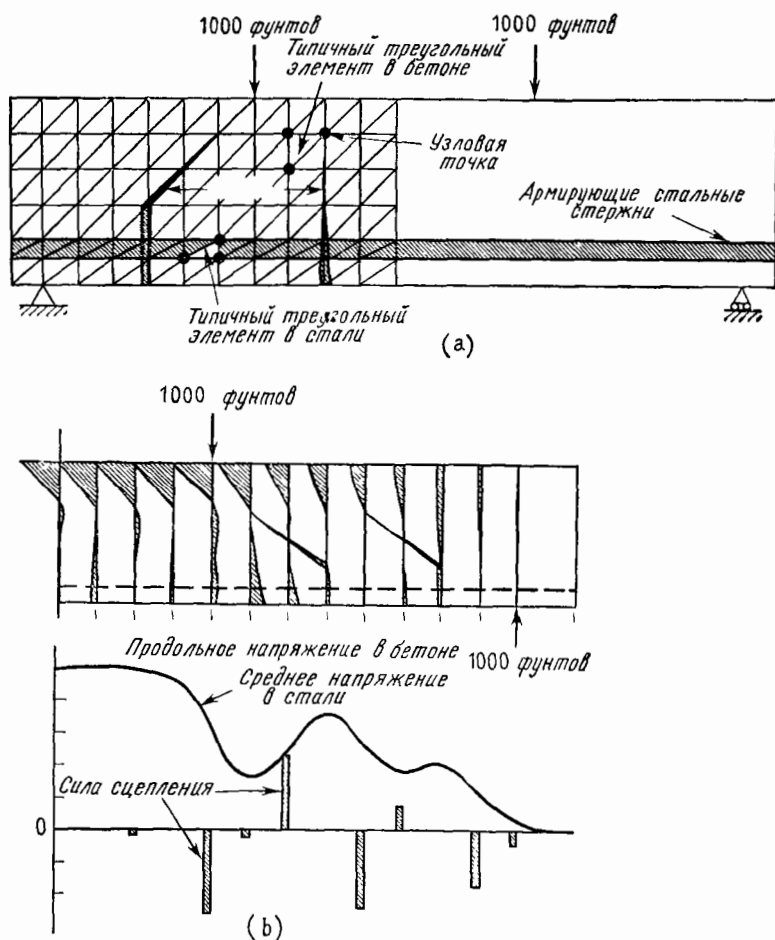 1000 фунтов
1000 фунтов
Типичный треугольный
элемент в бетоне
Узловая
точка
Армирующие стальные
стержни
Типичный треугольный
элемент в стали
(a)
1000 фунтов
Продольное напряжение в бетоне
1000 фунтов
Среднее напряжение
в стали
Сила сцепления
0
(b)